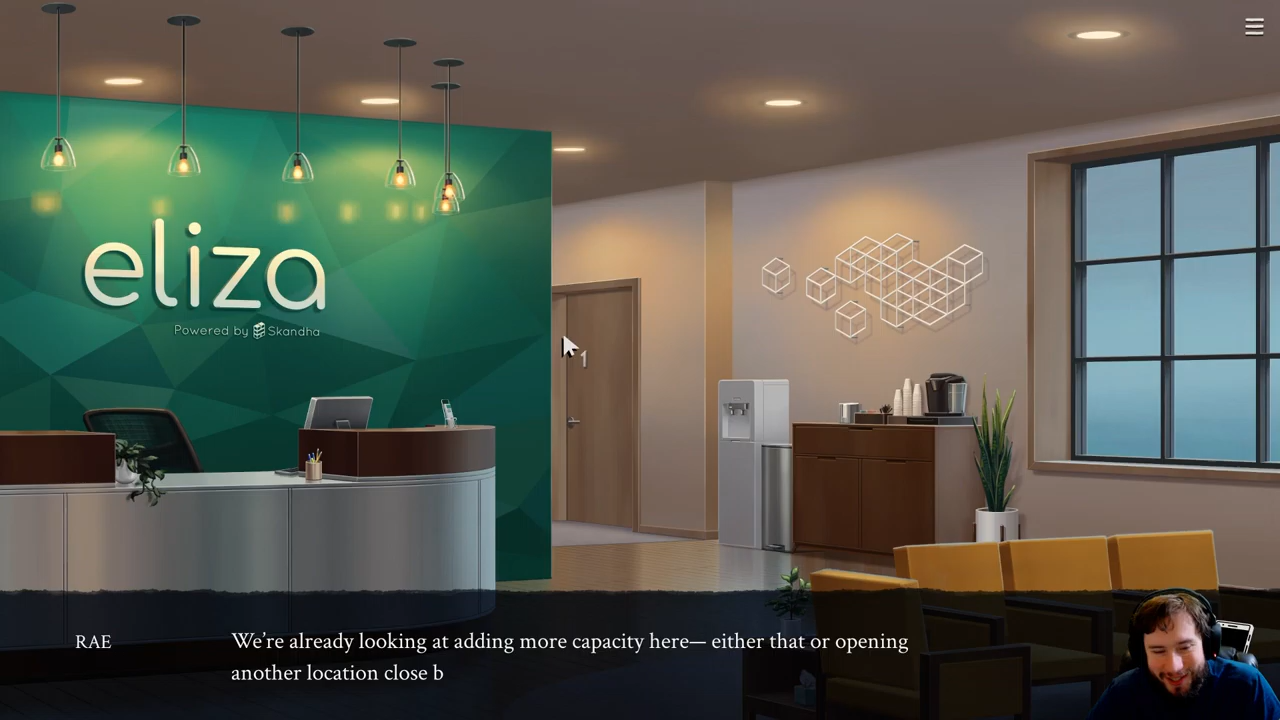 eliza
Powered by Skandha
1
RAE
We're already looking at adding more capacity here— either that or opening
another location close b